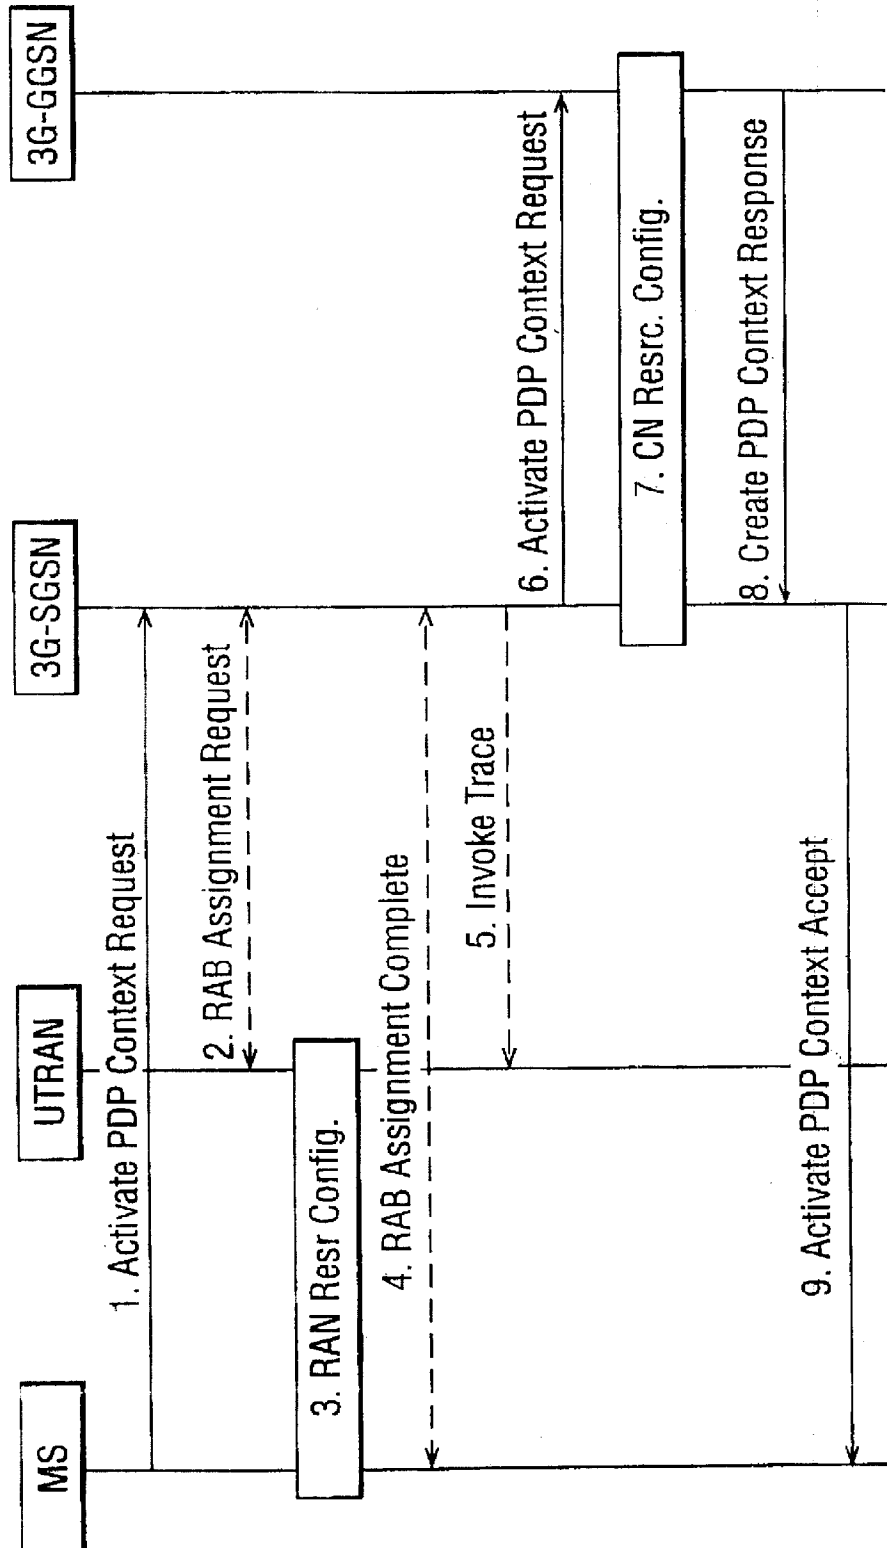 MS
UTRAN
3G-SGSN
3G-GGSN
1. Activate PDP Context Request
2. RAB Assignment Request
3. RAN Resr Config.
4. RAB Assignment Complete
5. Invoke Trace
6. Activate PDP Context Request
7. CN Resrc. Config.
8. Create PDP Context Response
9. Activate PDP Context Accept